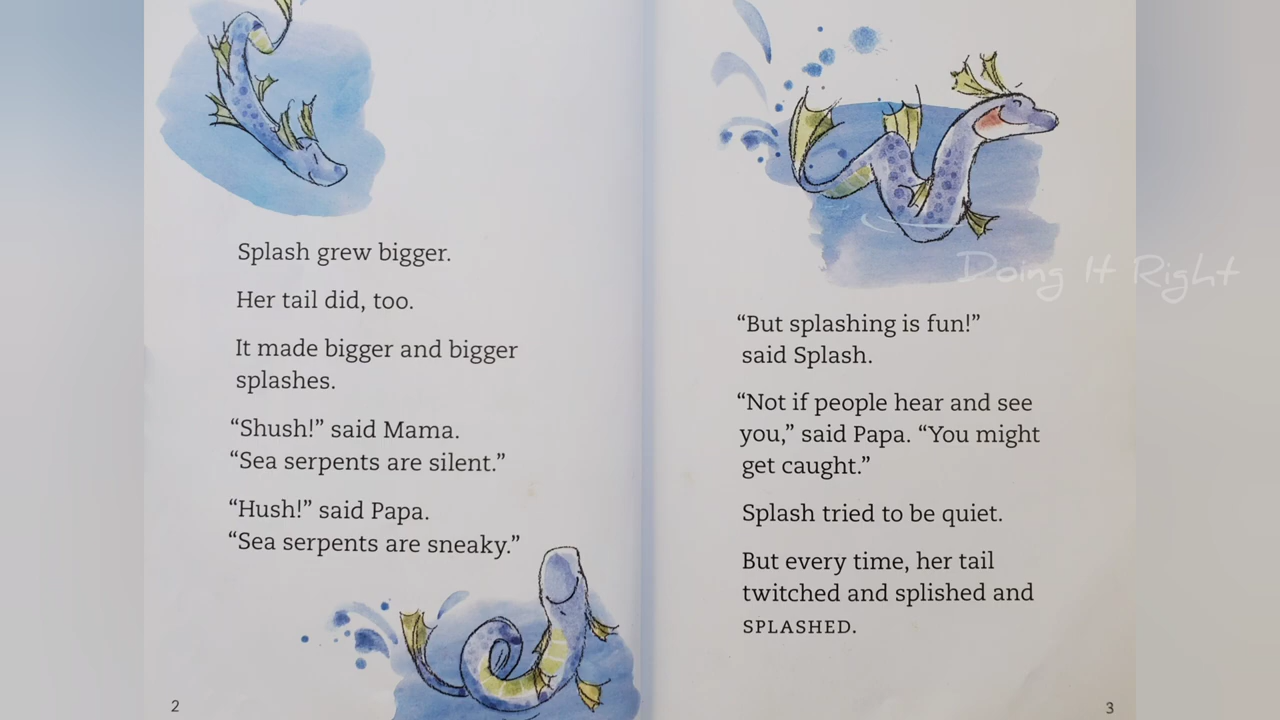 Splash grew bigger.
Her tail did, too.
It made bigger and bigger
splashes.
“Shush!” said Mama.
“Sea serpents are silent.”
“Hush!” said Papa.
“Sea serpents are sneaky.”
2
“But splashing is fun!”
said Splash.
“Not if people hear and see
you,” said Papa. “You might
get caught.”
Splash tried to be quiet.
But every time, her tail
twitched and splished and
SPLASHED.
3
Doing It Right